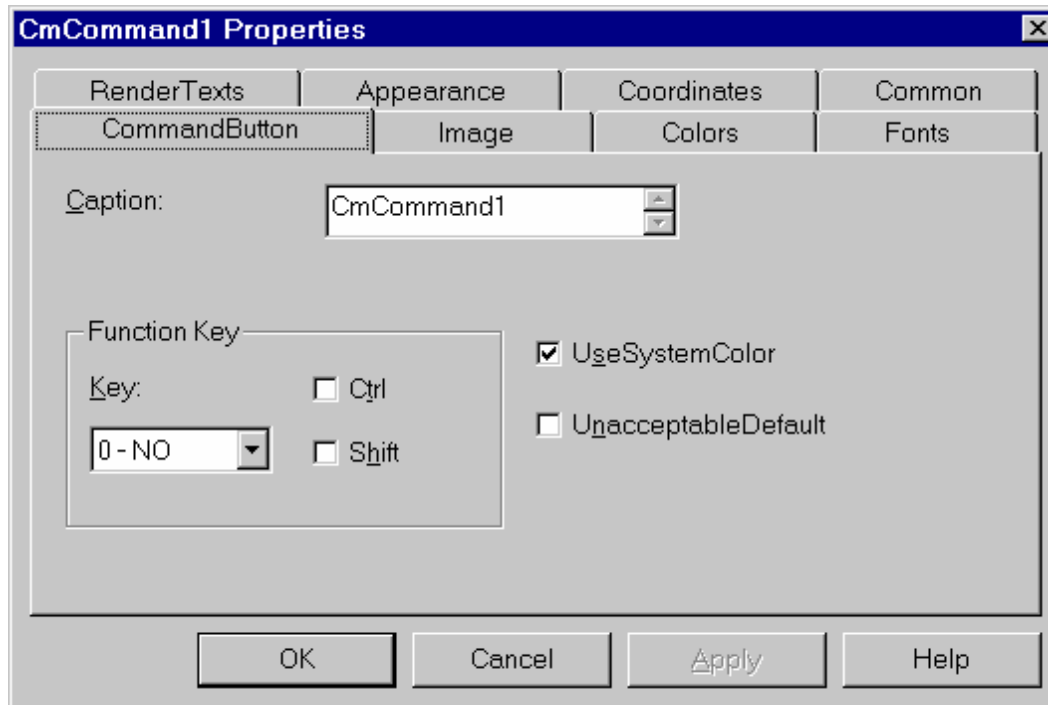 CmCommand1 Properties
RenderTexts Appearance Coordinates Common
CommandButton Image Colors Fonts
Caption: CmCommand1
Function Key
UseSystemColor
Key: Ctrl
UnacceptableDefault
0 - NO Shift
OK Cancel Apply Help